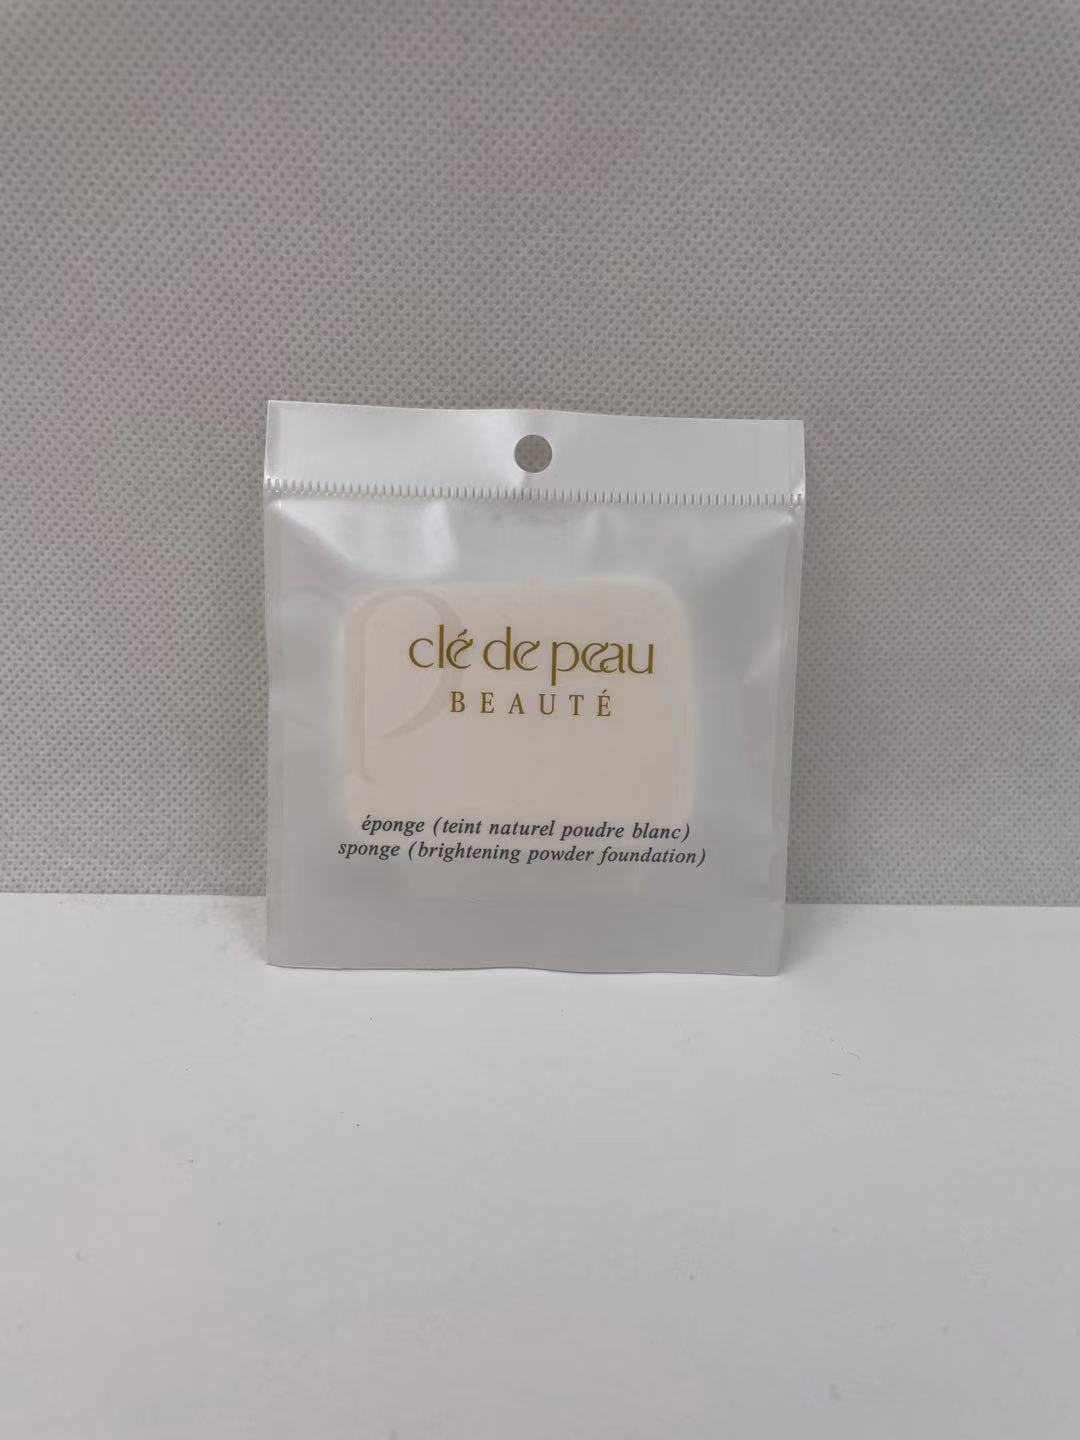 clé de peau
BEAUTÉ
éponge (teint naturel poudre blanc)
sponge (brightening powder foundation)